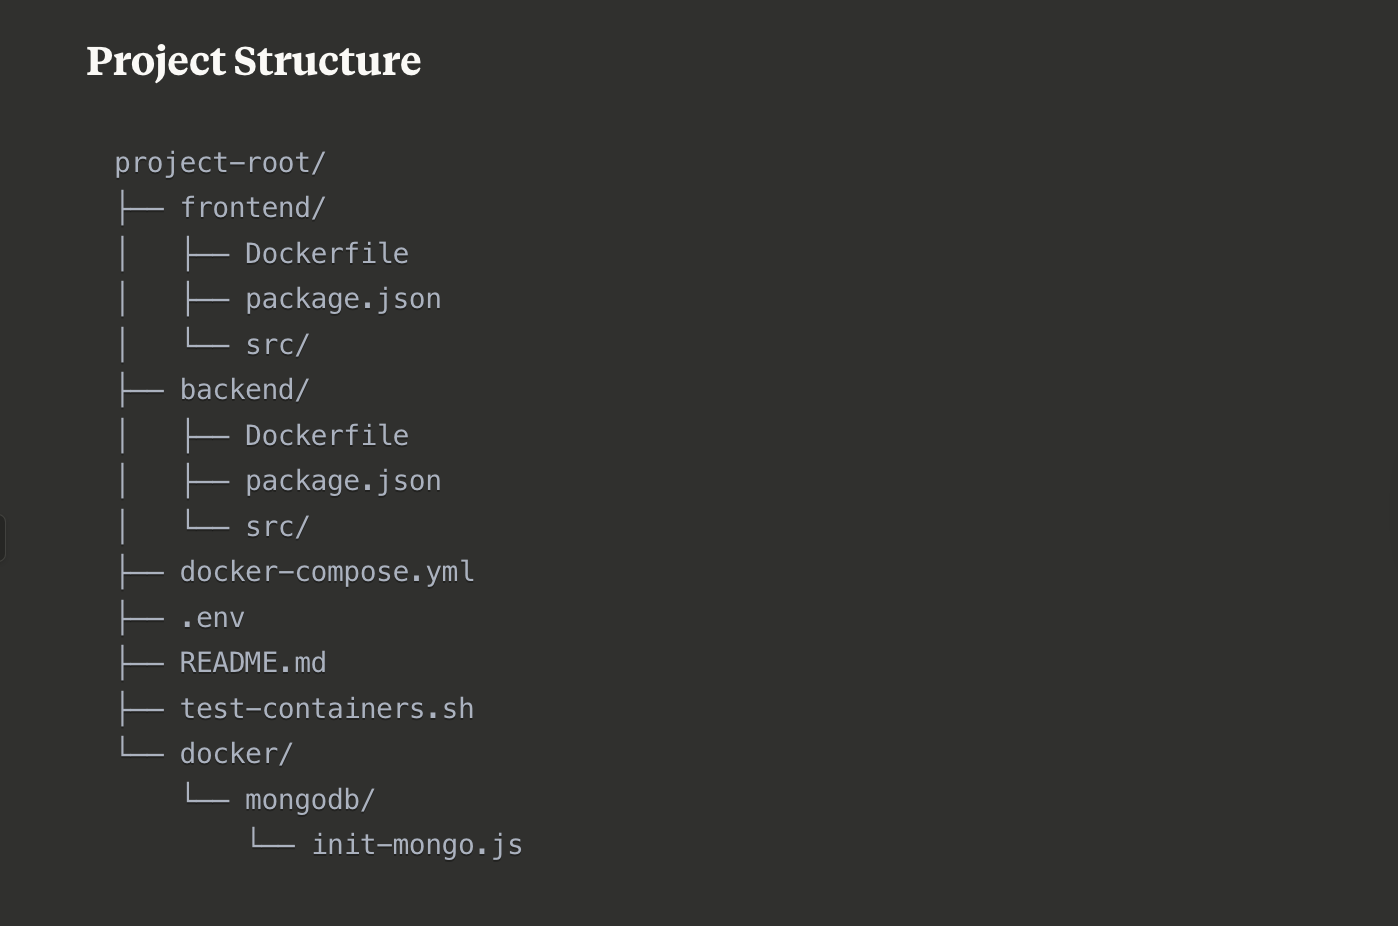 Project Structure
project-root/
├── frontend/
│   ├── Dockerfile
│   ├── package.json
│   └── src/
├── backend/
│   ├── Dockerfile
│   ├── package.json
│   └── src/
├── docker-compose.yml
├── .env
├── README.md
├── test-containers.sh
└── docker/
    └── mongodb/
        └── init-mongo.js